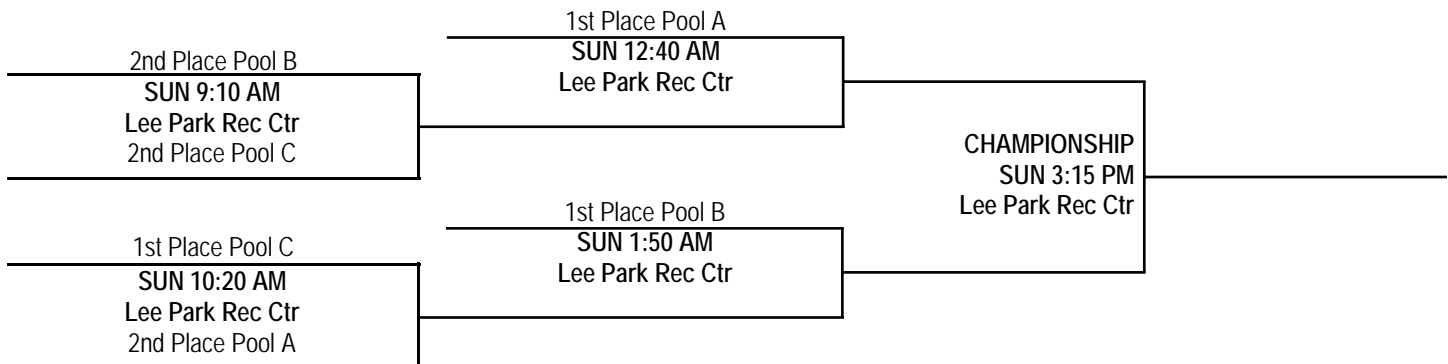 1st Place Pool A
SUN 12:40 AM
Lee Park Rec Ctr
2nd Place Pool B
SUN 9:10 AM
Lee Park Rec Ctr
2nd Place Pool C
CHAMPIONSHIP
SUN 3:15 PM
Lee Park Rec Ctr
1st Place Pool B
SUN 1:50 AM
Lee Park Rec Ctr
1st Place Pool C
SUN 10:20 AM
Lee Park Rec Ctr
2nd Place Pool A